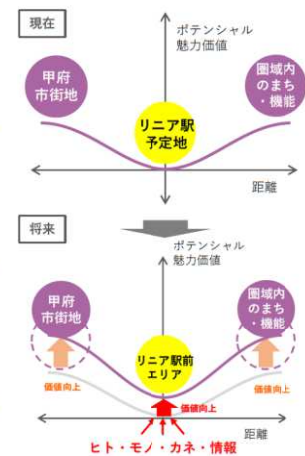 現在
ポテンシャル
魅力価値
甲府
市街地
圏域内
のまち
・機能
リニア駅
予定地
距離
将来
ポテンシャル
魅力価値
甲府
市街地
圏域内
のまち
・機能
リニア駅前
エリア
価値向上
価値向上
価値向上
距離
ヒト・モノ・カネ・情報